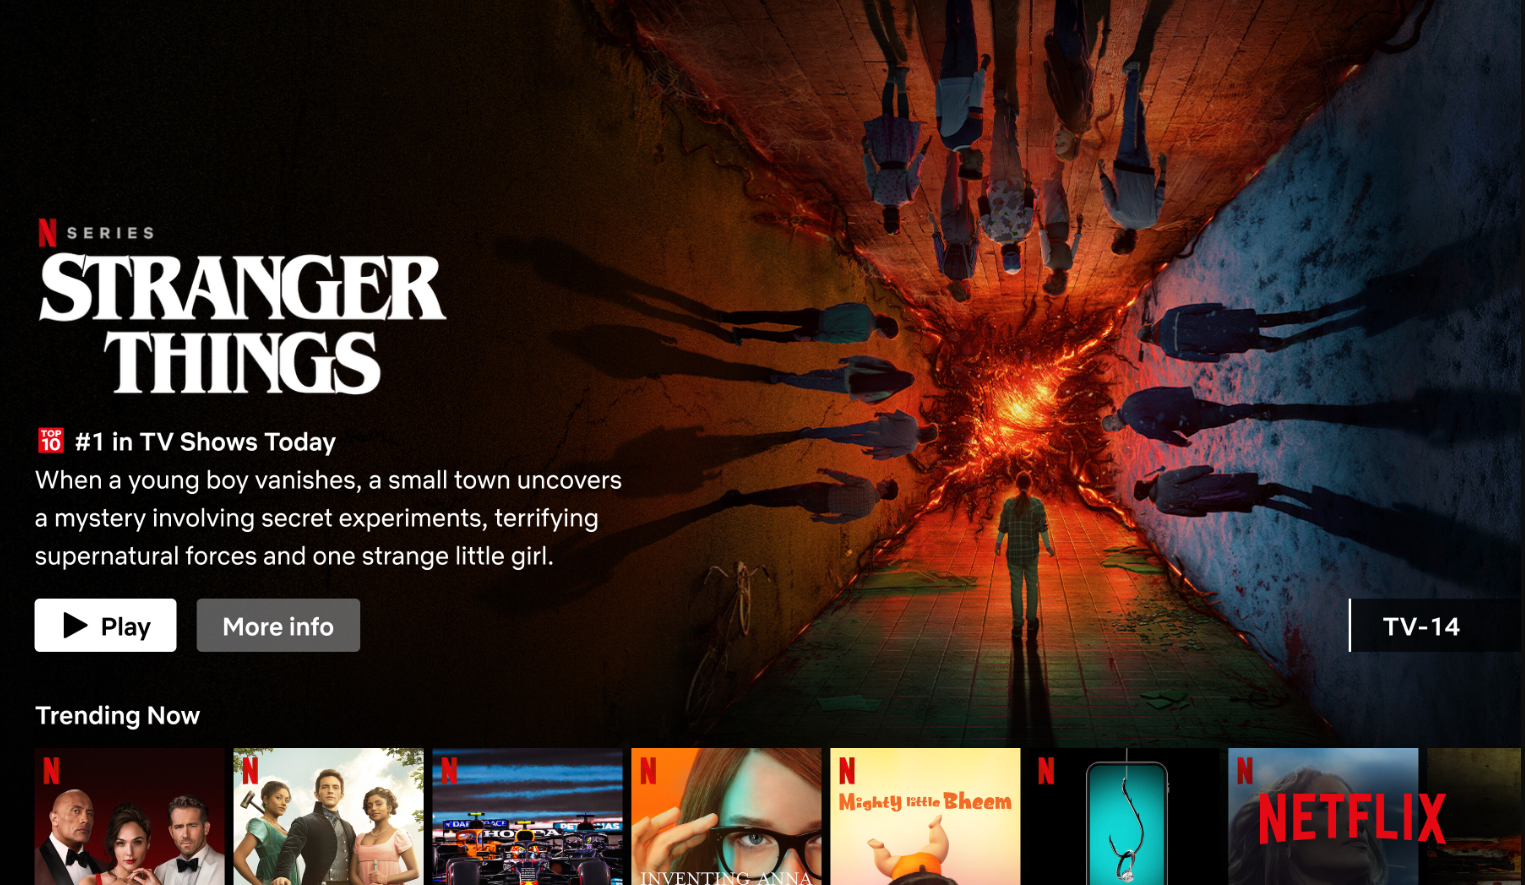 N SERIES
STRANGER
THINGS
TOP
10
#1 in TV Shows Today
When a young boy vanishes, a small town uncovers
a mystery involving secret experiments, terrifying
supernatural forces and one strange little girl.
Play
More info
TV-14
Trending Now
N
N
N
HONDA
PETRONAS
N
INVENTING ANNA
N
Mighty little Bheem
N
N
NETFLIX